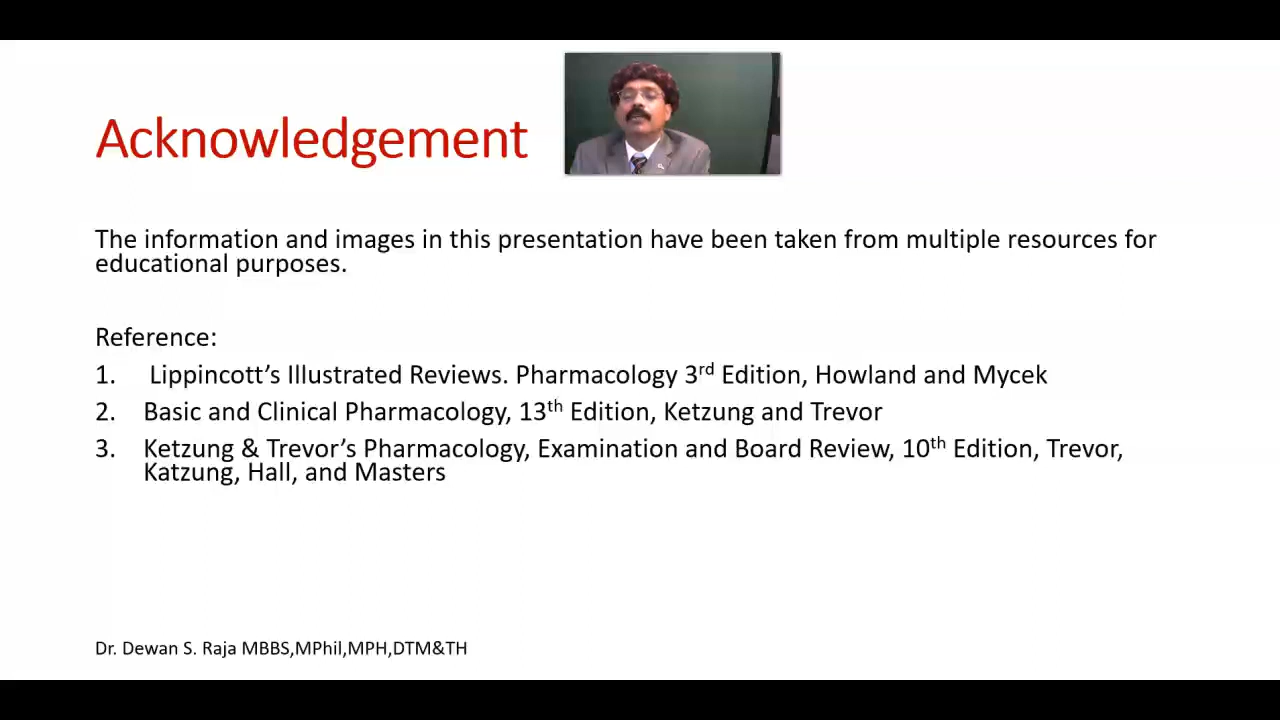 Acknowledgement
The information and images in this presentation have been taken from multiple resources for
educational purposes.
Reference:
1. Lippincott’s Illustrated Reviews. Pharmacology 3rd Edition, Howland and Mycek
2. Basic and Clinical Pharmacology, 13th Edition, Ketzung and Trevor
3. Ketzung & Trevor’s Pharmacology, Examination and Board Review, 10th Edition, Trevor,
Katzung, Hall, and Masters
Dr. Dewan S. Raja MBBS,MPhil,MPH,DTM&TH